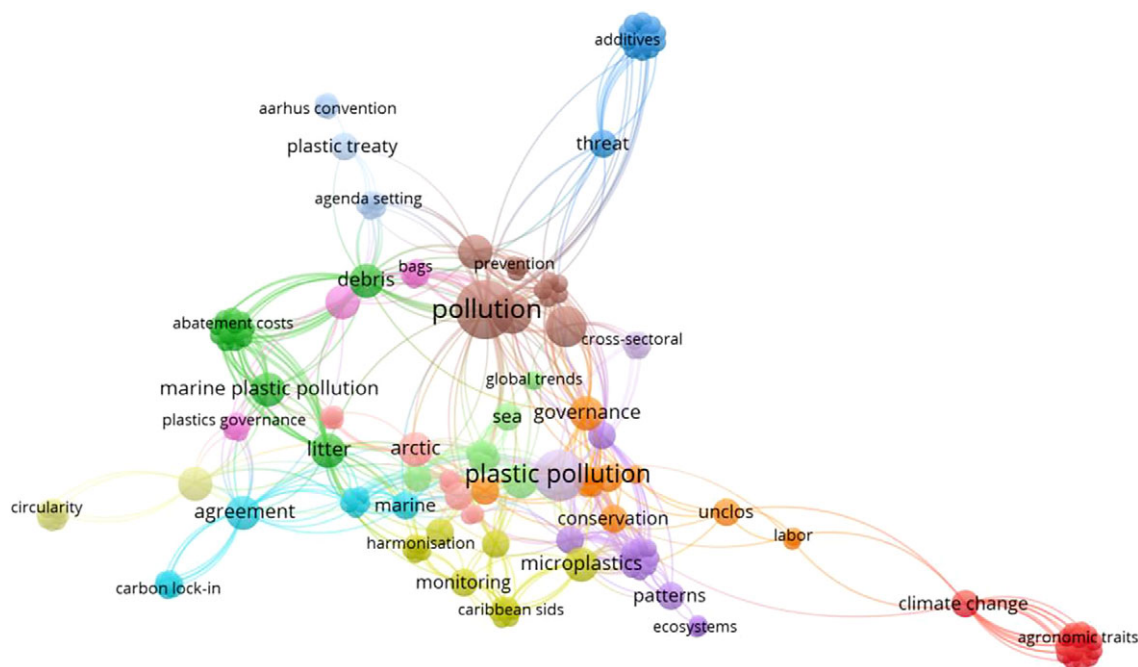 additives
aarhus convention
plastic treaty
threat
agenda setting
prevention
bags
debris
pollution
abatement costs
cross-sectoral
global trends
marine plastic pollution
sea
governance
plastics governance
litter
arctic
plastic pollution
circularity
agreement
marine
conservation
unclos
labor
harmonisation
microplastics
monitoring
carbon lock-in
patterns
caribbean sids
climate change
ecosystems
agronomic traits